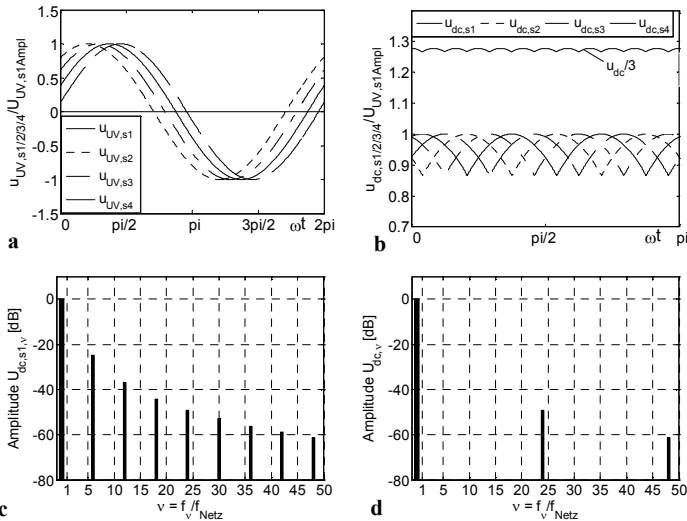 u_dc,s1 u_dc,s2 u_dc,s3 u_dc,s4
u_UV,s1/2/3/4/U_UV,s1Ampl
1.5
1
0.5
0
-0.5
-1
-1.5
u_UV,s1
u_UV,s2
u_UV,s3
u_UV,s4
0 pi/2 pi 3pi/2 ωt 2pi
a
u_dc,s1/2/3/4/U_UV,s1Ampl
1.3
1.2
1.1
1.0
0.9
0.8
0.7
u_dc/3
0 pi/2 ωt pi
b
Amplitude U_dc,s1,ν [dB]
0
-20
-40
-60
-80
1 5 10 15 20 25 30 35 40 45 50
ν = f_ν/f_Netz
c
Amplitude U_dc,ν [dB]
0
-20
-40
-60
-80
1 5 10 15 20 25 30 35 40 45 50
ν = f_ν/f_Netz
d